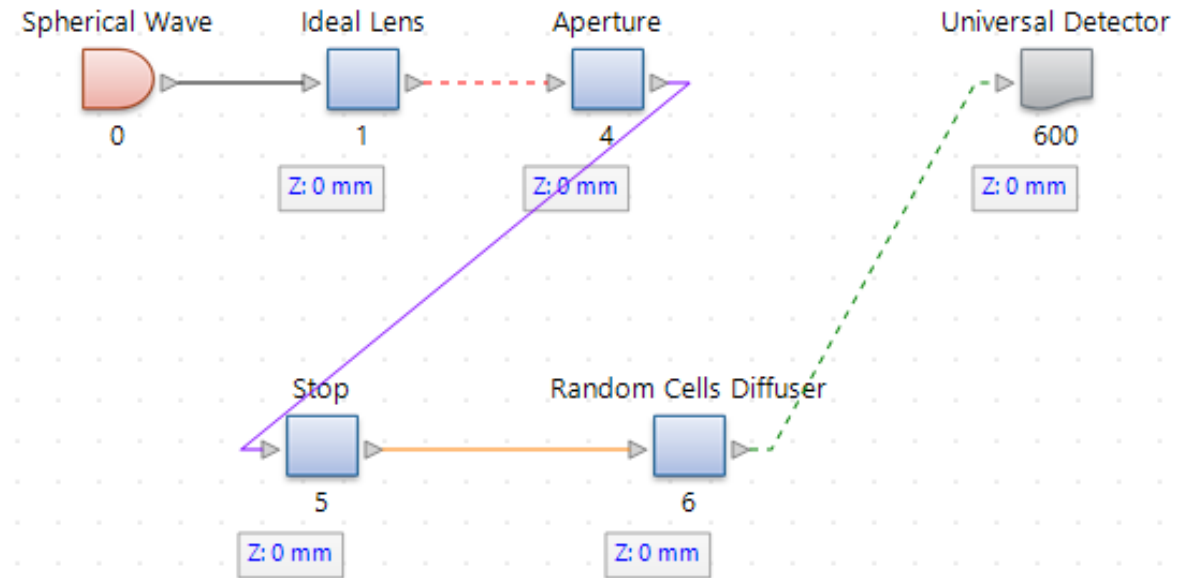 Spherical Wave Ideal Lens Aperture Universal Detector
0 1 4 600
Z: 0 mm Z: 0 mm Z: 0 mm
Stop Random Cells Diffuser
5 6
Z: 0 mm Z: 0 mm